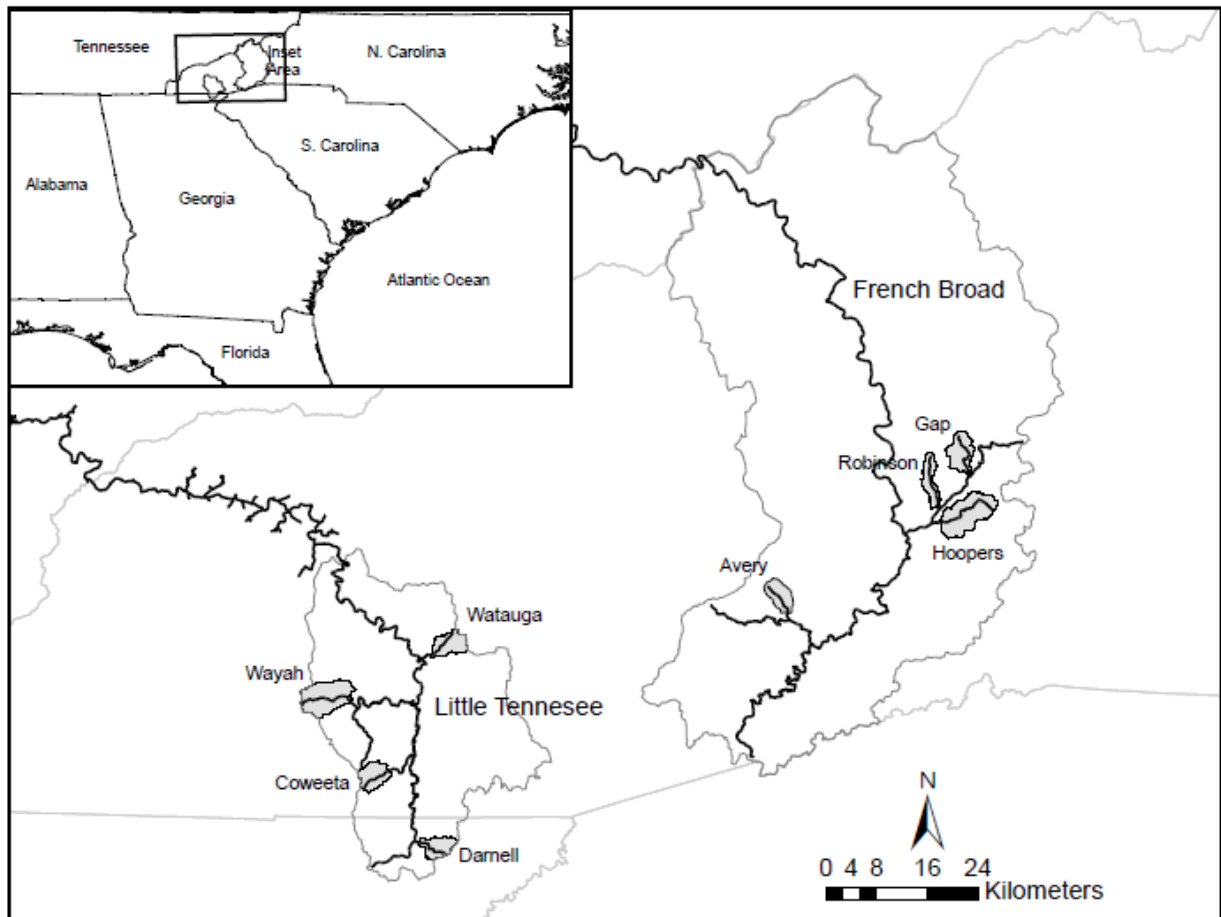 Tennessee
Inset
Area
N. Carolina
S. Carolina
Alabama
Georgia
Atlantic Ocean
Florida
French Broad
Gap
Robinson
Hoopers
Avery
Watauga
Wayah
Little Tennesee
Coweeta
Darnell
N
0 4 8 16 24
Kilometers